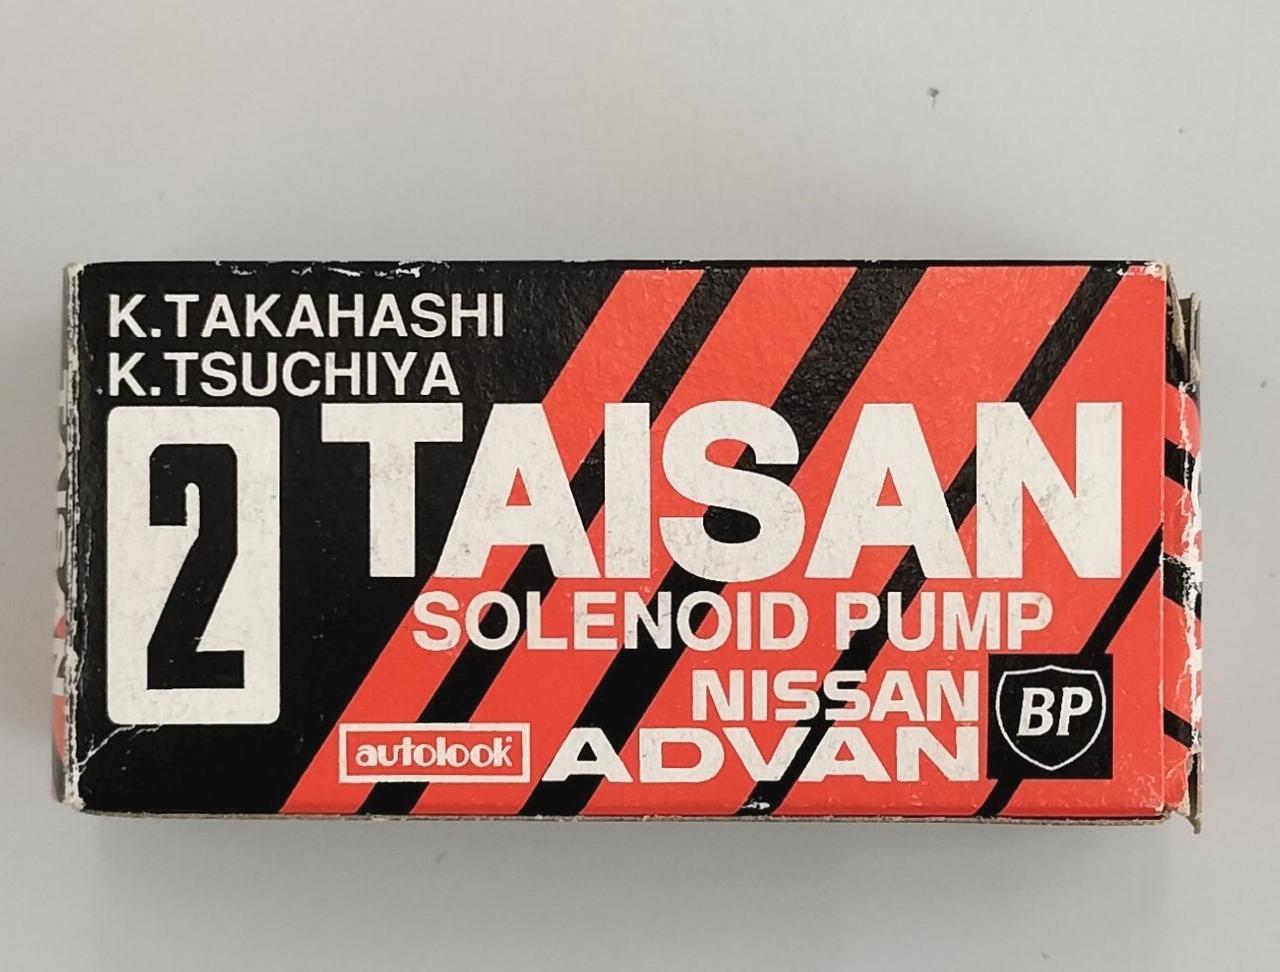 K.TAKAHASHI
K.TSUCHIYA
2
TAISAN
SOLENOID PUMP
NISSAN
autolook
ADVAN
BP